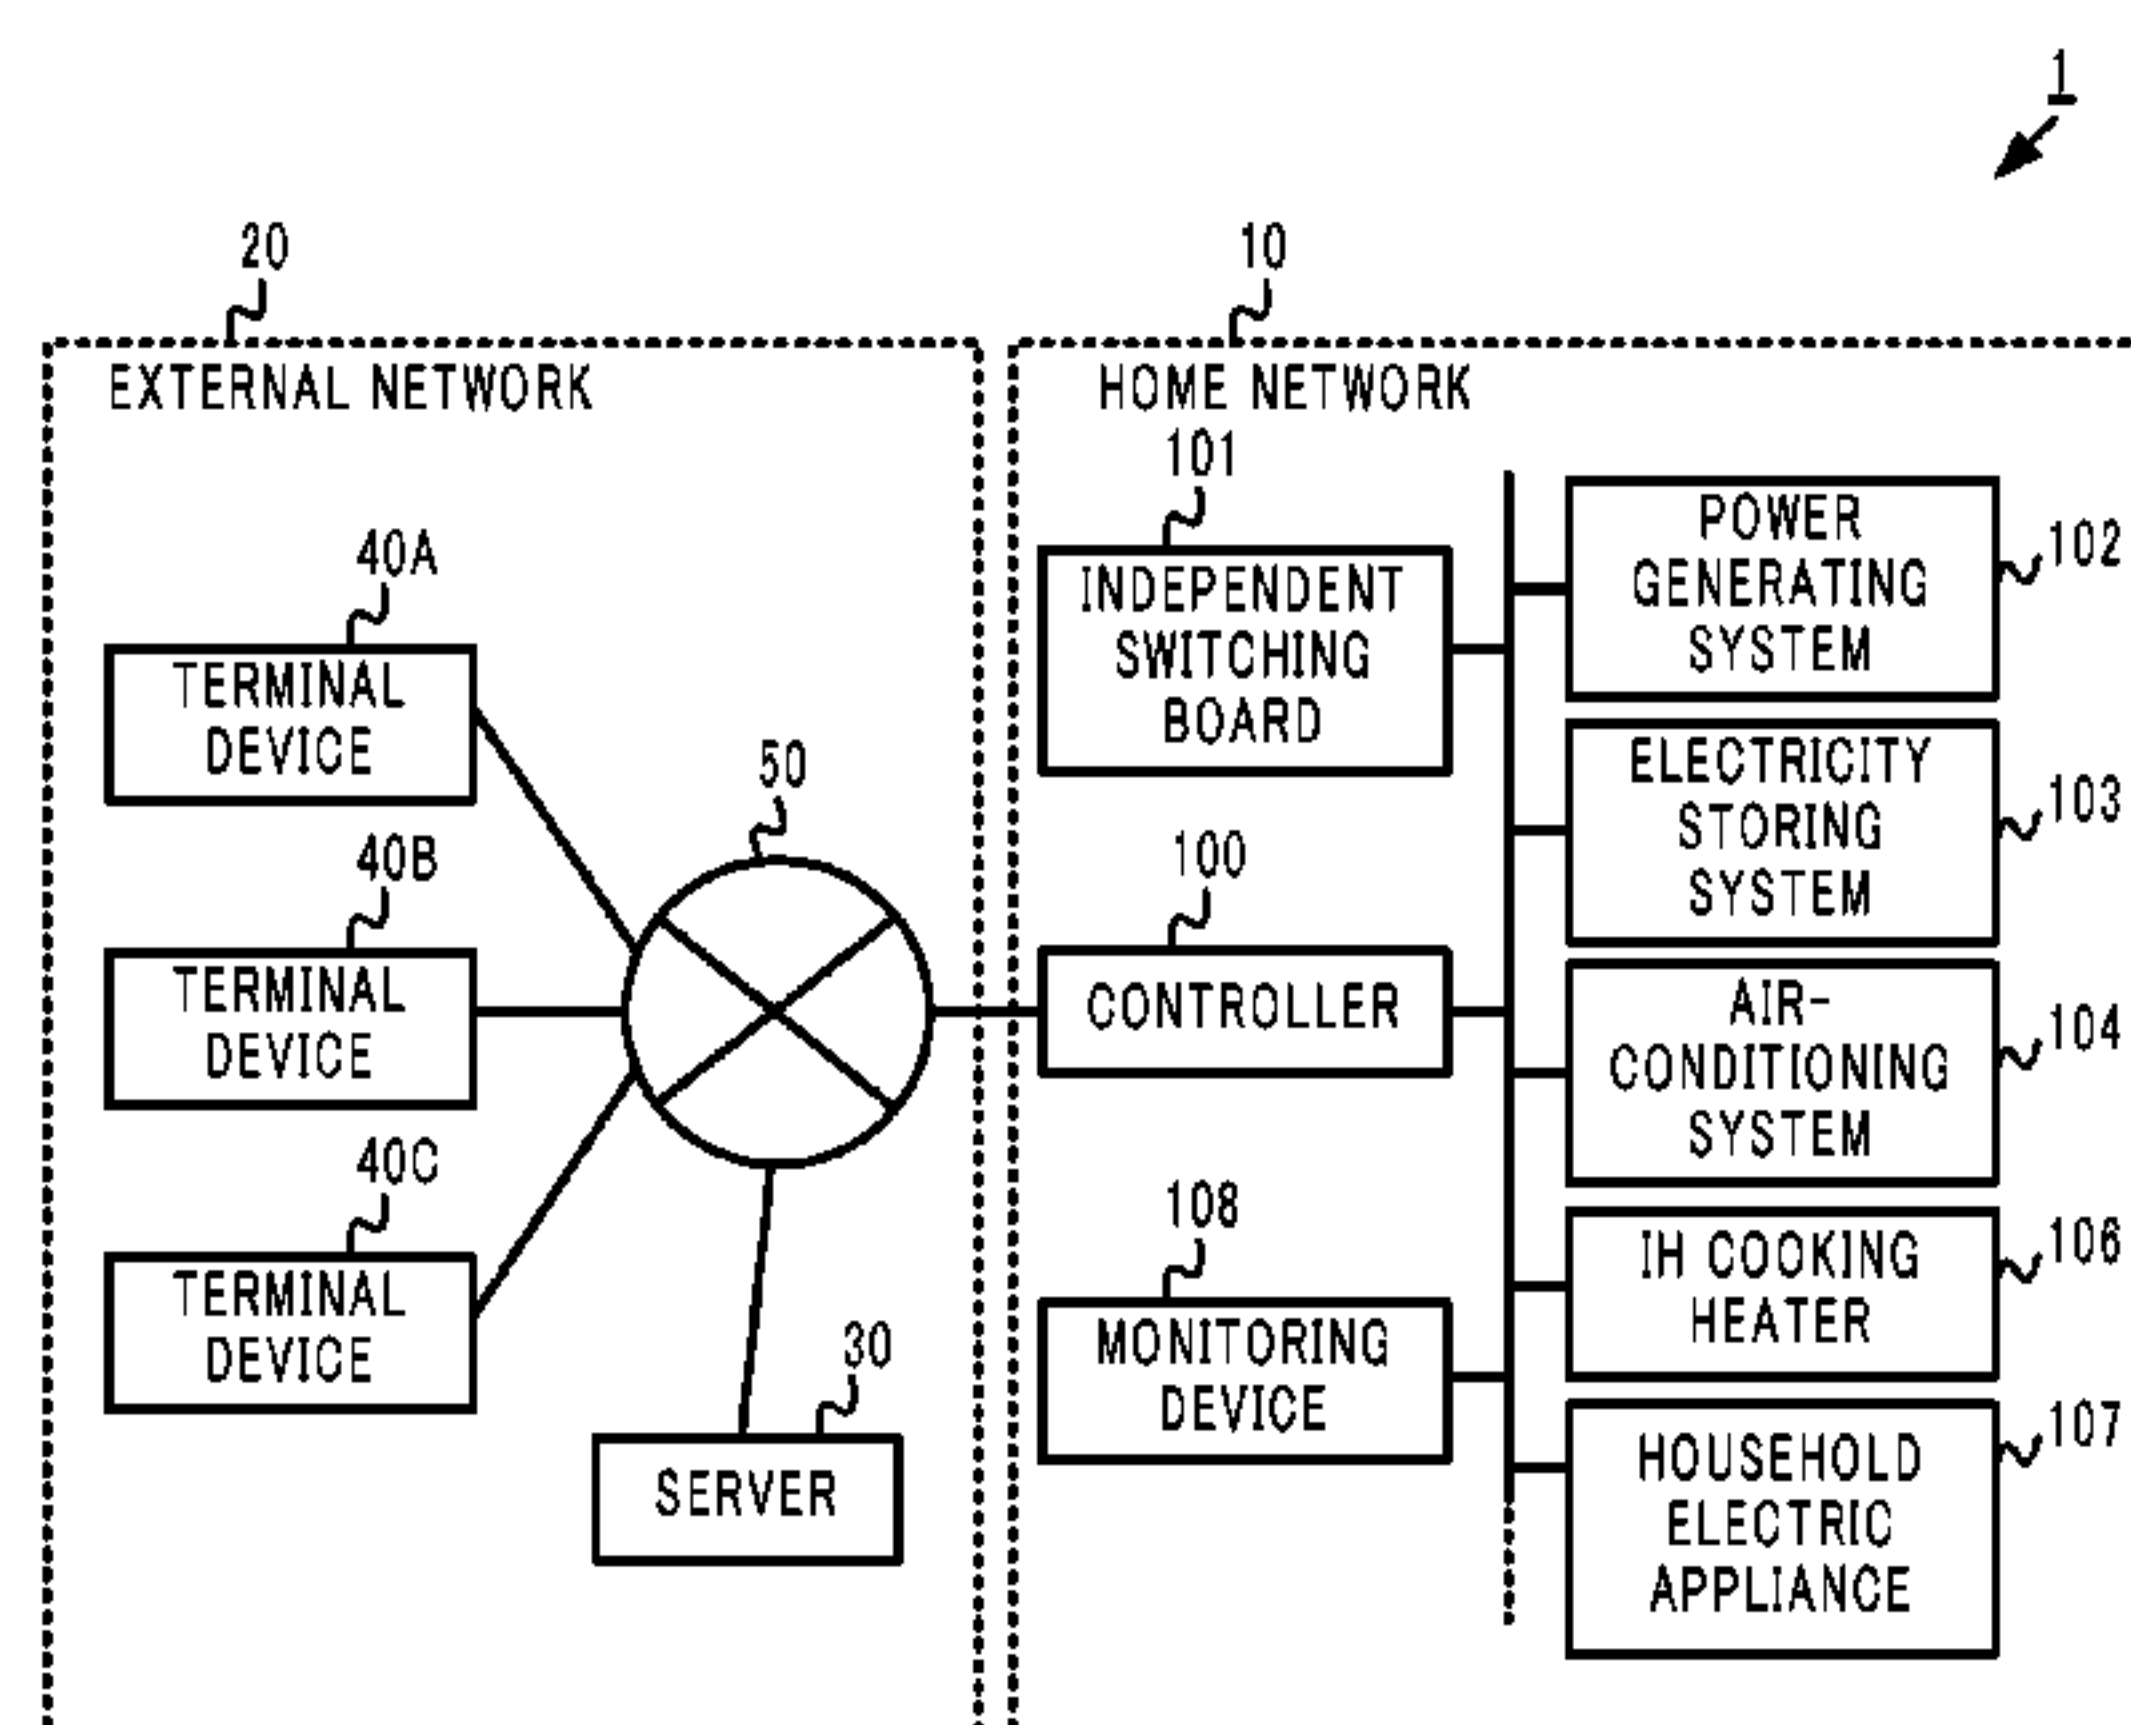 1
20
10
EXTERNAL NETWORK
HOME NETWORK
40A
TERMINAL
DEVICE
40B
TERMINAL
DEVICE
40C
TERMINAL
DEVICE
50
30
SERVER
101
INDEPENDENT
SWITCHING
BOARD
100
CONTROLLER
108
MONITORING
DEVICE
POWER
GENERATING
SYSTEM
102
ELECTRICITY
STORING
SYSTEM
103
AIR-
CONDITIONING
SYSTEM
104
IH COOKING
HEATER
106
HOUSEHOLD
ELECTRIC
APPLIANCE
107